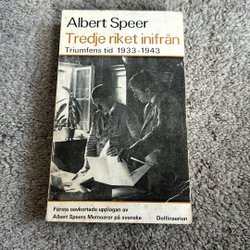 Albert Speer
Tredje riket inifrån
Triumfens tid 1933-1943
Första oavkortade upplagan av
Albert Speers Memoarer på svenska
Delfinserien